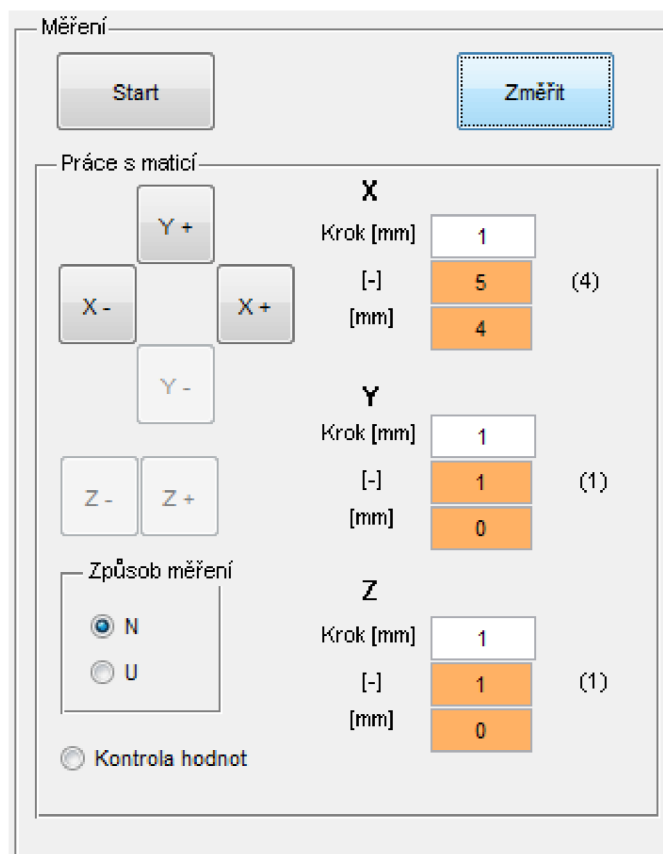 Měření
Start
Změřit
Práce s maticí
Y +
X -
X +
Y -
Z -
Z +
X
Krok [mm] 1
[-] 5 (4)
[mm] 4
Y
Krok [mm] 1
[-] 1 (1)
[mm] 0
Způsob měření
N
U
Z
Krok [mm] 1
[-] 1 (1)
[mm] 0
Kontrola hodnot